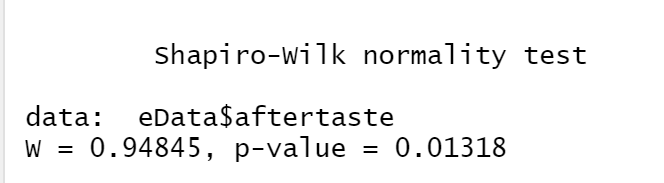 Shapiro-Wilk normality test
data:  eData$aftertaste
W = 0.94845, p-value = 0.01318